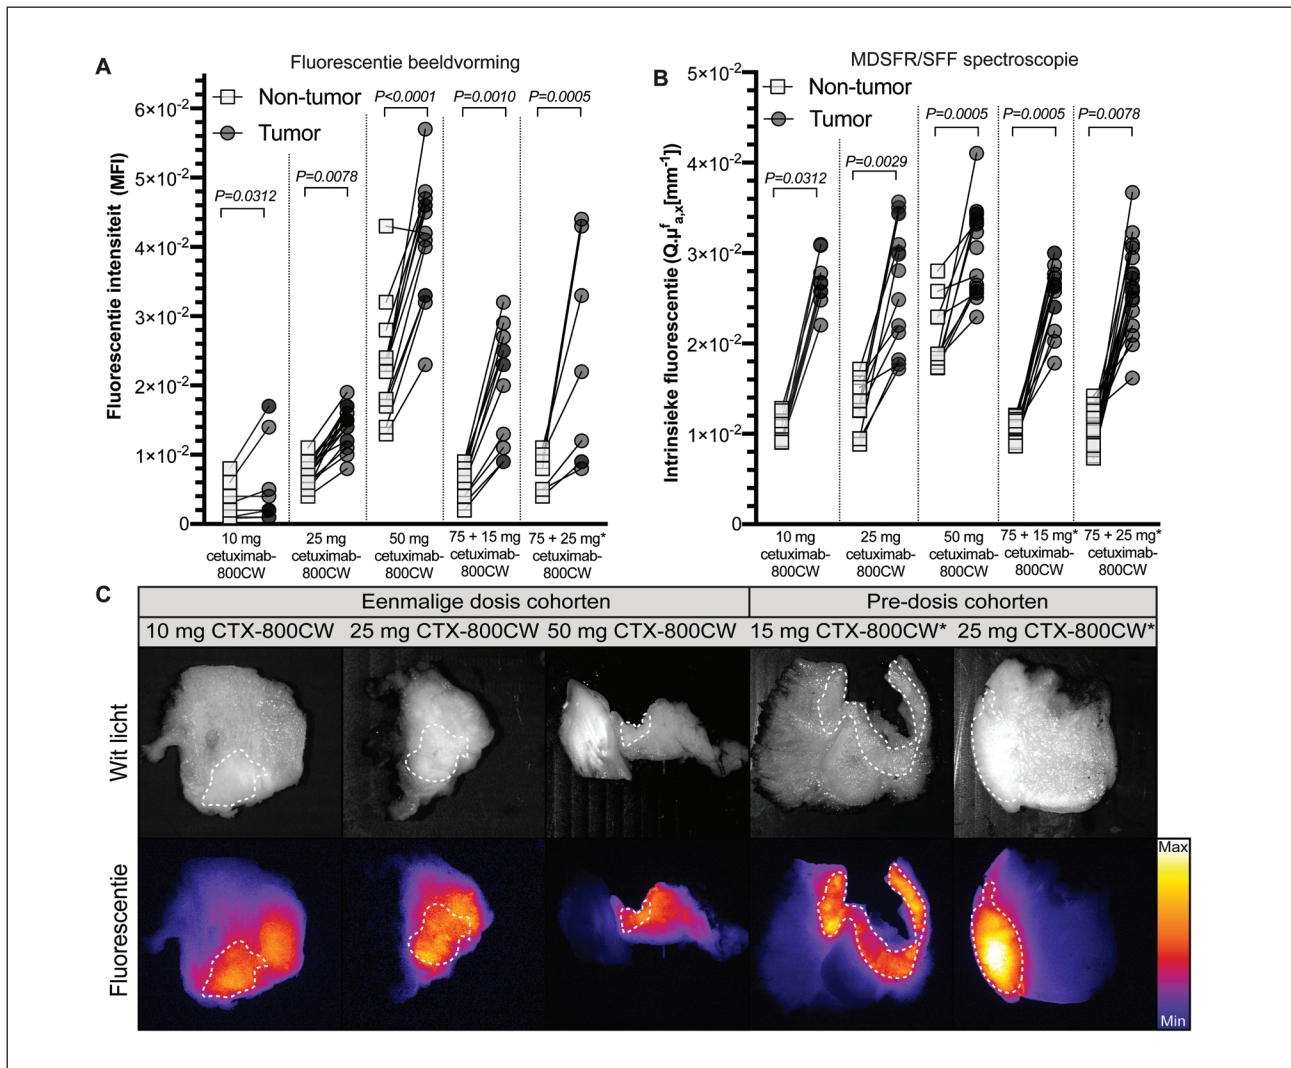 A
Fluorescentie beeldvorming
Fluorescentie intensiteit (MFI)
6×10-2
5×10-2
4×10-2
3×10-2
2×10-2
1×10-2
0
Non-tumor
Tumor
P=0.0312
P=0.0078
P<0.0001
P=0.0010
P=0.0005
10 mg
cetuximab-
800CW
25 mg
cetuximab-
800CW
50 mg
cetuximab-
800CW
75 + 15 mg
cetuximab-
800CW
75 + 25 mg*
cetuximab-
800CW
B
MDSFR/SFF spectroscopie
Intrinsieke fluorescentie (Q.μfa,x[mm-1])
5×10-2
4×10-2
3×10-2
2×10-2
1×10-2
0
Non-tumor
Tumor
P=0.0312
P=0.0029
P=0.0005
P=0.0005
P=0.0078
10 mg
cetuximab-
800CW
25 mg
cetuximab-
800CW
50 mg
cetuximab-
800CW
75 + 15 mg*
cetuximab-
800CW
75 + 25 mg*
cetuximab-
800CW
C
Eenmalige dosis cohorten
Pre-dosis cohorten
10 mg CTX-800CW
25 mg CTX-800CW
50 mg CTX-800CW
15 mg CTX-800CW*
25 mg CTX-800CW*
Wit licht
Fluorescentie
Max
Min